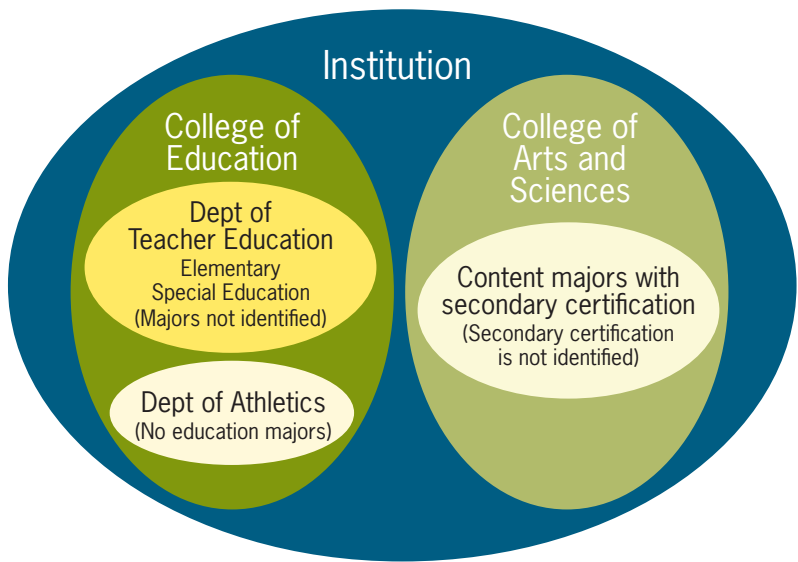 Institution
College of
Education
Dept of
Teacher Education
Elementary
Special Education
(Majors not identified)
Dept of Athletics
(No education majors)
College of
Arts and
Sciences
Content majors with
secondary certification
(Secondary certification
is not identified)